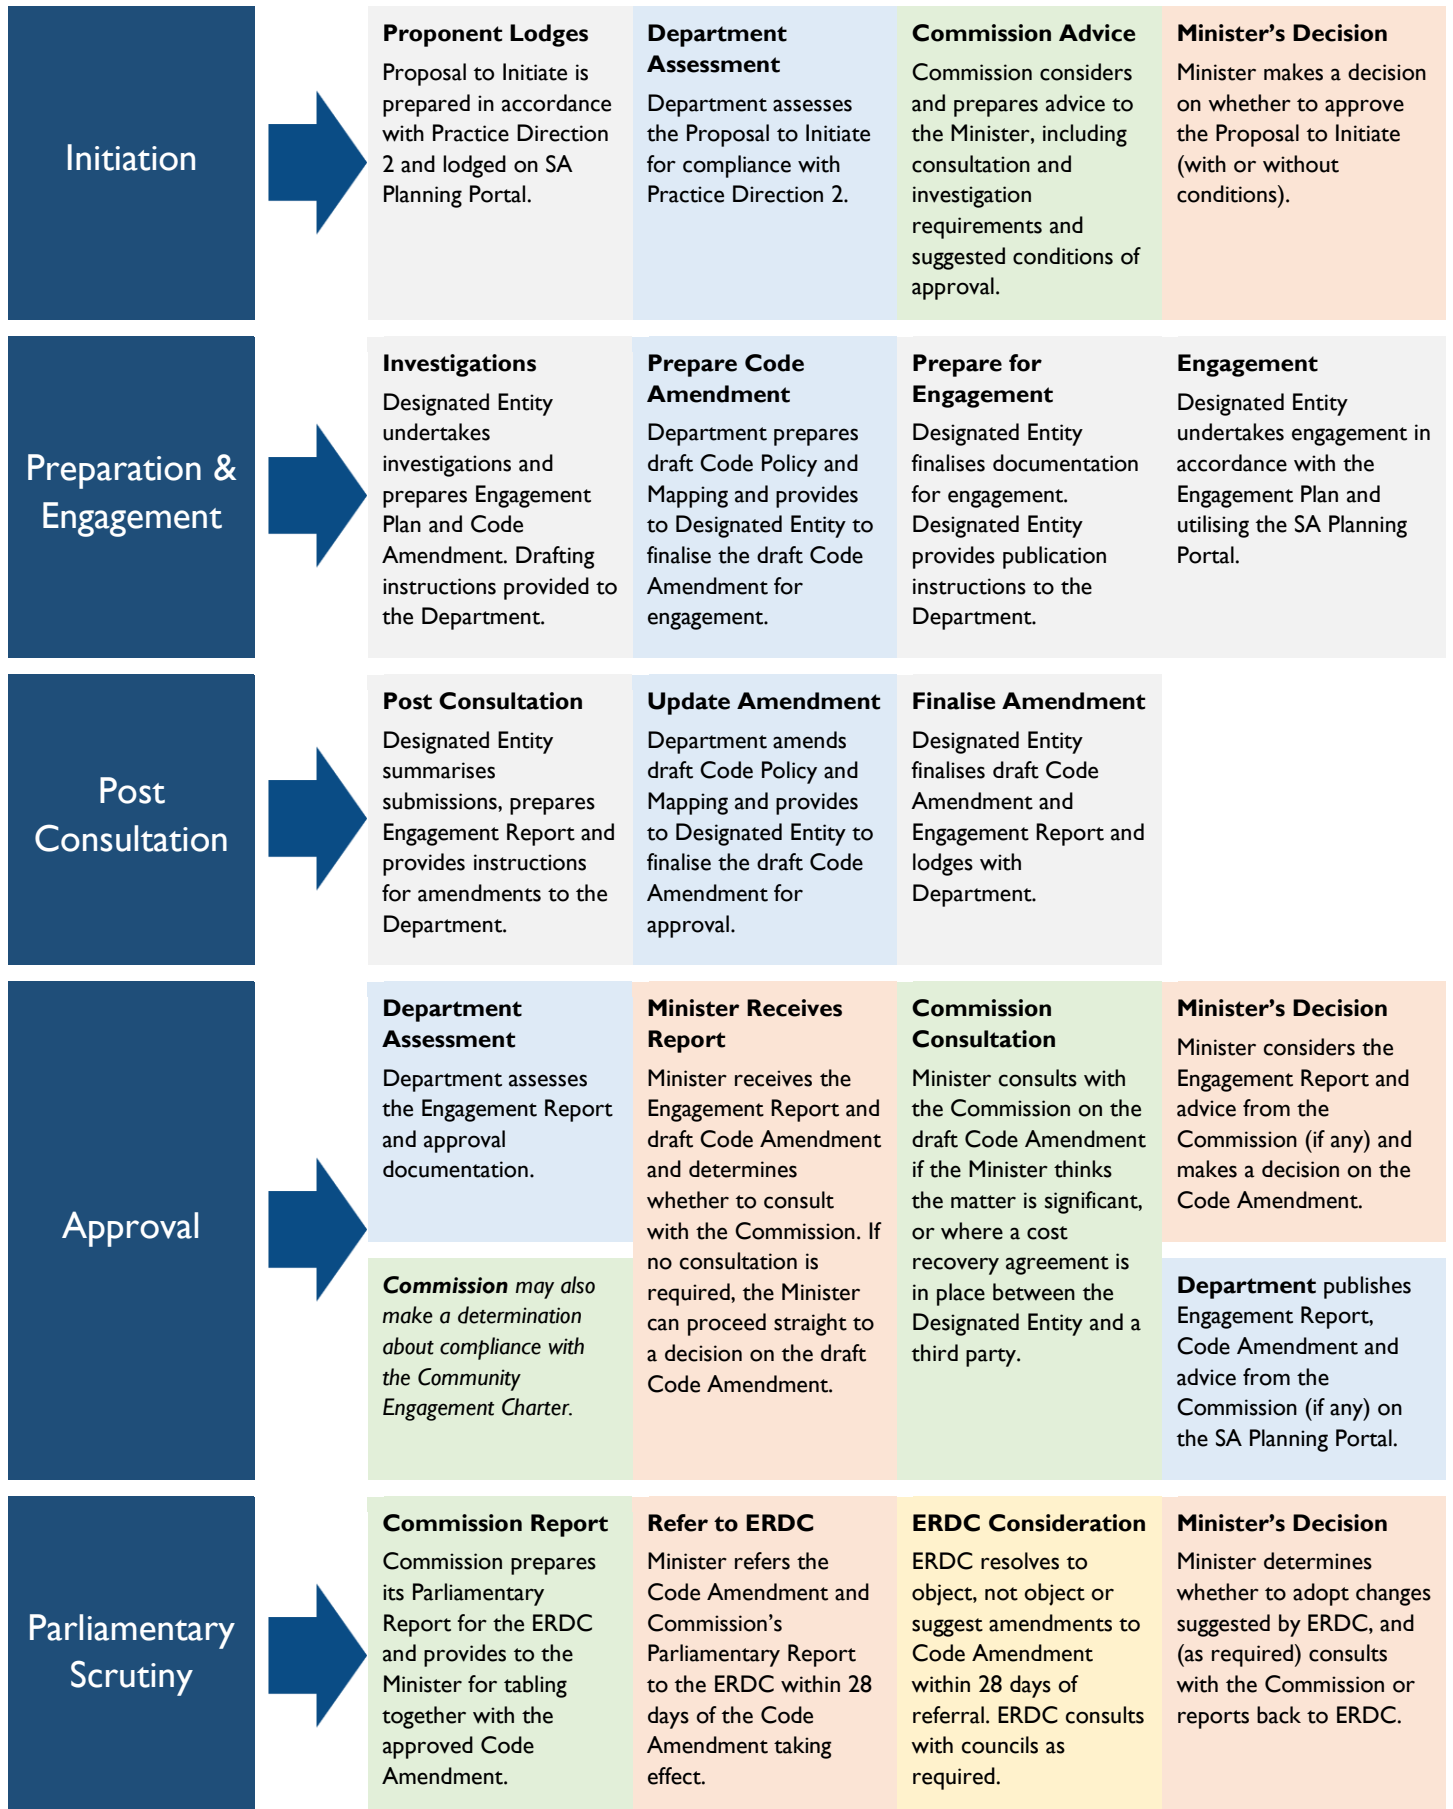 Initiation
Proponent Lodges
Proposal to Initiate is
prepared in accordance
with Practice Direction
2 and lodged on SA
Planning Portal.
Department
Assessment
Department assesses
the Proposal to Initiate
for compliance with
Practice Direction 2.
Commission Advice
Commission considers
and prepares advice to
the Minister, including
consultation and
investigation
requirements and
suggested conditions of
approval.
Minister’s Decision
Minister makes a decision
on whether to approve
the Proposal to Initiate
(with or without
conditions).
Preparation &
Engagement
Investigations
Designated Entity
undertakes
investigations and
prepares Engagement
Plan and Code
Amendment. Drafting
instructions provided to
the Department.
Prepare Code
Amendment
Department prepares
draft Code Policy and
Mapping and provides
to Designated Entity to
finalise the draft Code
Amendment for
engagement.
Prepare for
Engagement
Designated Entity
finalises documentation
for engagement.
Designated Entity
provides publication
instructions to the
Department.
Engagement
Designated Entity
undertakes engagement in
accordance with the
Engagement Plan and
utilising the SA Planning
Portal.
Post
Consultation
Post Consultation
Designated Entity
summarises
submissions, prepares
Engagement Report and
provides instructions
for amendments to the
Department.
Update Amendment
Department amends
draft Code Policy and
Mapping and provides
to Designated Entity to
finalise the draft Code
Amendment for
approval.
Finalise Amendment
Designated Entity
finalises draft Code
Amendment and
Engagement Report and
lodges with
Department.
Approval
Department
Assessment
Department assesses
the Engagement Report
and approval
documentation.
Commission may also
make a determination
about compliance with
the Community
Engagement Charter.
Minister Receives
Report
Minister receives the
Engagement Report and
draft Code Amendment
and determines
whether to consult
with the Commission. If
no consultation is
required, the Minister
can proceed straight to
a decision on the draft
Code Amendment.
Commission
Consultation
Minister consults with
the Commission on the
draft Code Amendment
if the Minister thinks
the matter is significant,
or where a cost
recovery agreement is
in place between the
Designated Entity and a
third party.
Minister’s Decision
Minister considers the
Engagement Report and
advice from the
Commission (if any) and
makes a decision on the
Code Amendment.
Department publishes
Engagement Report,
Code Amendment and
advice from the
Commission (if any) on
the SA Planning Portal.
Parliamentary
Scrutiny
Commission Report
Commission prepares
its Parliamentary
Report for the ERDC
and provides to the
Minister for tabling
together with the
approved Code
Amendment.
Refer to ERDC
Minister refers the
Code Amendment and
Commission’s
Parliamentary Report
to the ERDC within 28
days of the Code
Amendment taking
effect.
ERDC Consideration
ERDC resolves to
object, not object or
suggest amendments to
Code Amendment
within 28 days of
referral. ERDC consults
with councils as
required.
Minister’s Decision
Minister determines
whether to adopt changes
suggested by ERDC, and
(as required) consults
with the Commission or
reports back to ERDC.